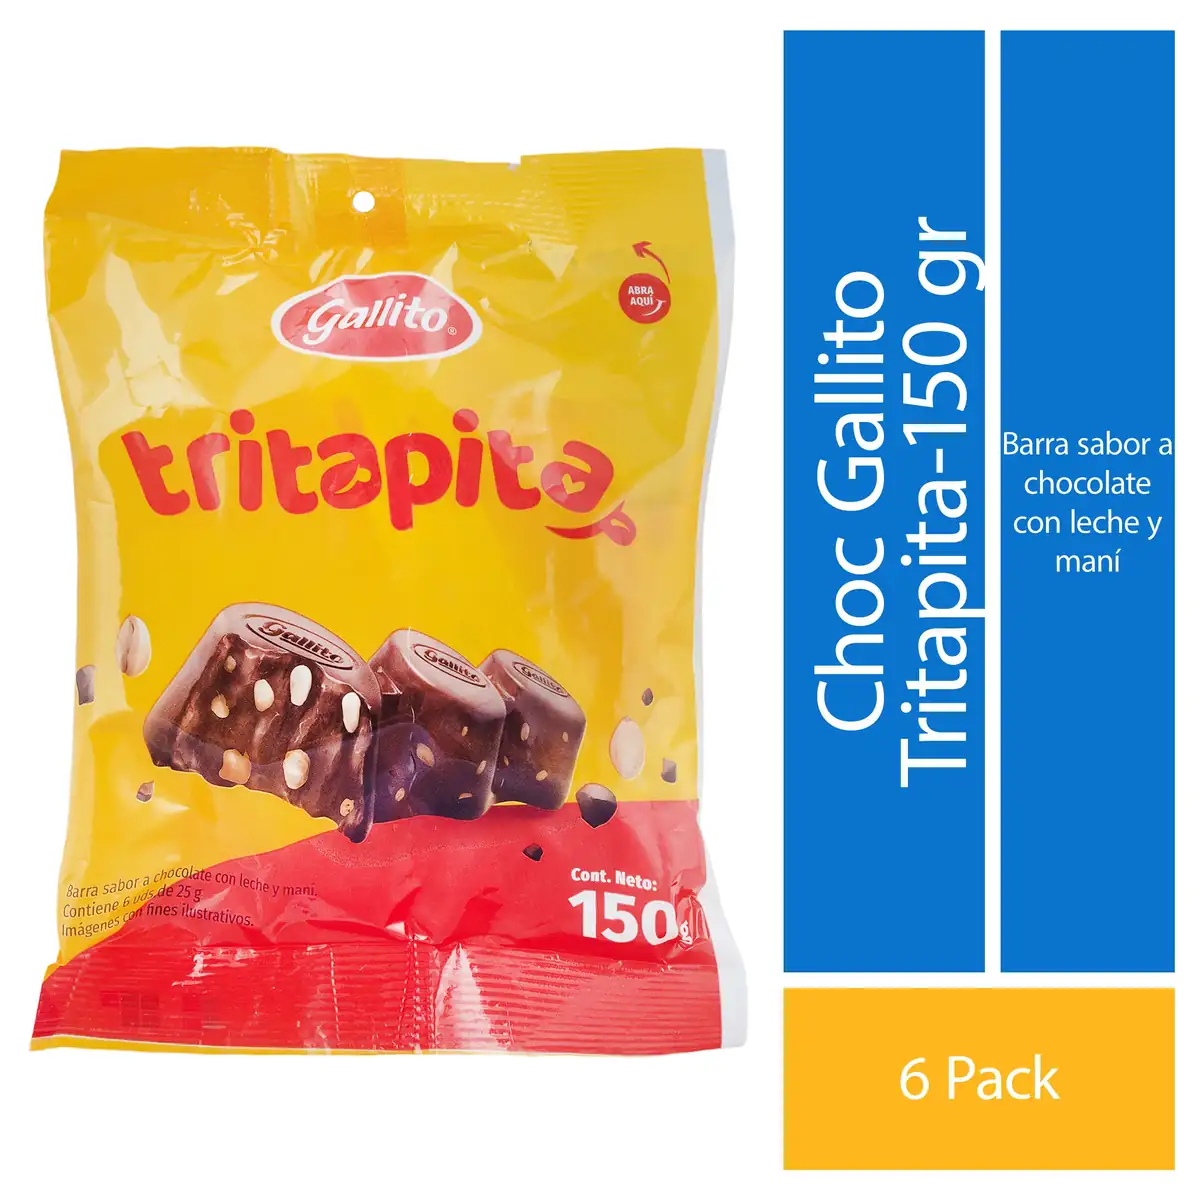 Gallito®
ABRA
AQUÍ
tritapita
Gallito
Gallito
Gallito
Barra sabor a chocolate con leche y maní.
Contiene 6 uds.de 25 g
Imágenes con fines ilustrativos.
Cont. Neto:
150g
Choc Gallito
Tritapita-150 gr
Barra sabor a
chocolate
con leche y
maní
6 Pack